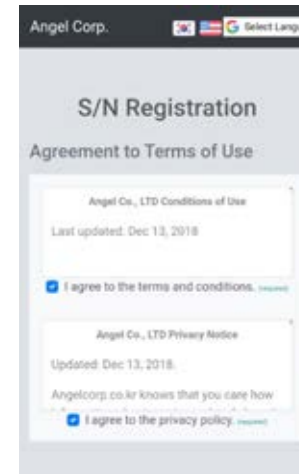 Angel Corp.
G Select Lang
S/N Registration
Agreement to Terms of Use
Angel Co., LTD Conditions of Use
Last updated: Dec 13, 2018
I agree to the terms and conditions. (required)
Angel Co., LTD Privacy Notice
Updated: Dec 13, 2018.
Angelcorp.co.kr knows that you care how
I agree to the privacy policy. (required)